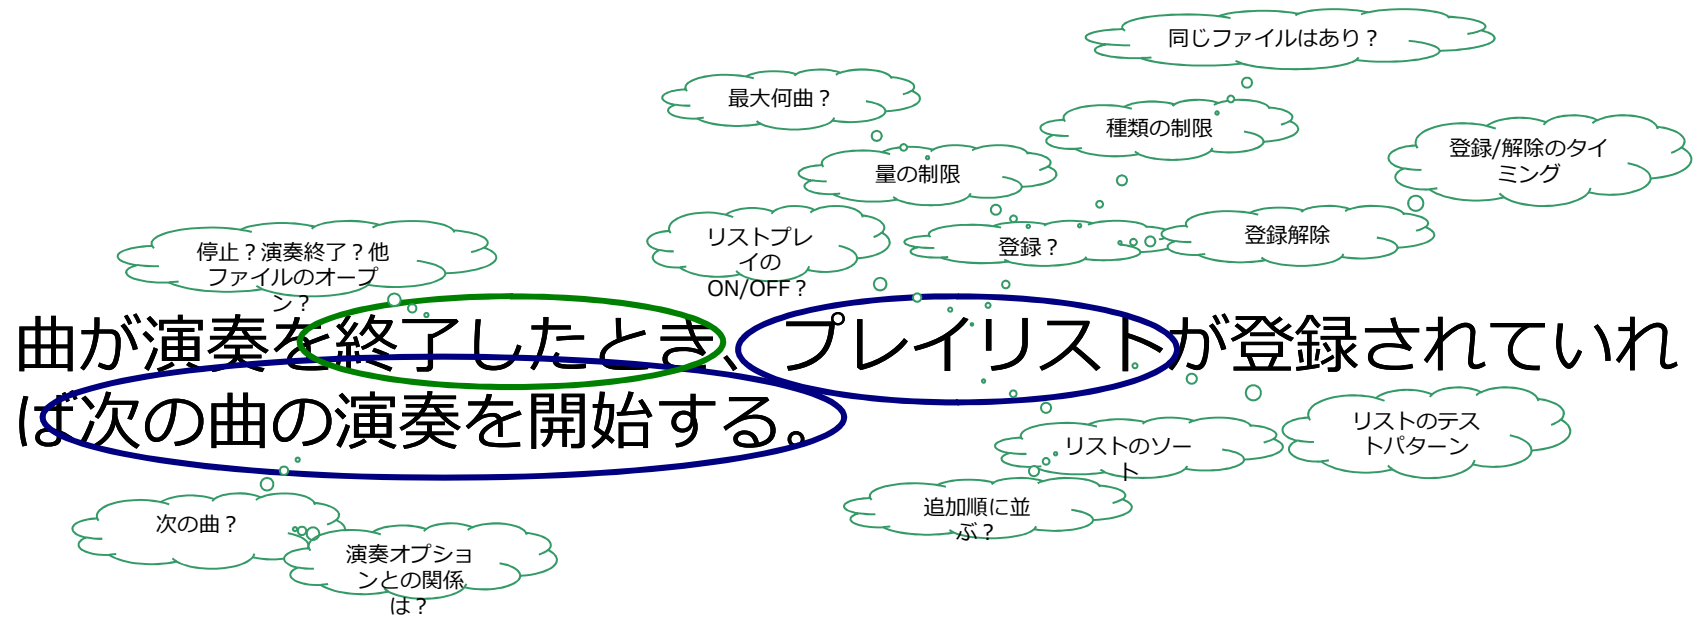 同じファイルはあり？
最大何曲？
種類の制限
登録/解除のタイ
ミング
量の制限
リストプレ
イの
ON/OFF？
登録？
登録解除
停止？演奏終了？他
ファイルのオープ
ン？
曲が演奏を終了したとき、プレイリストが登録されていれ
ば次の曲の演奏を開始する。
リストのテス
トパターン
リストのソー
ト
追加順に並
ぶ？
次の曲？
演奏オプショ
ンとの関係
は？